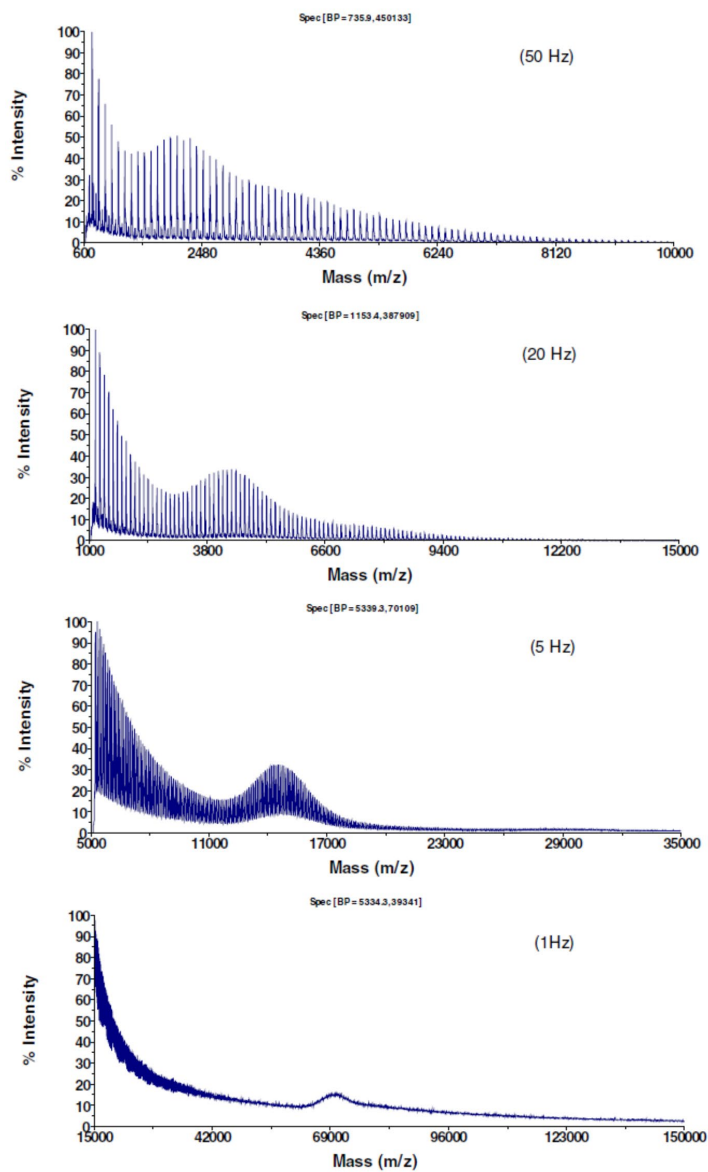 Spec [BP = 735.9, 450133]
(50 Hz)
% Intensity
100
90
80
70
60
50
40
30
20
10
0
600 2480 4360 6240 8120 10000
Mass (m/z)
Spec [BP = 1153.4, 387909]
(20 Hz)
% Intensity
100
90
80
70
60
50
40
30
20
10
0
1000 3800 6600 9400 12200 15000
Mass (m/z)
Spec [BP = 5339.3, 70109]
(5 Hz)
% Intensity
100
90
80
70
60
50
40
30
20
10
0
5000 11000 17000 23000 29000 35000
Mass (m/z)
Spec [BP = 5334.3, 39341]
(1Hz)
% Intensity
100
90
80
70
60
50
40
30
20
10
0
15000 42000 69000 96000 123000 150000
Mass (m/z)